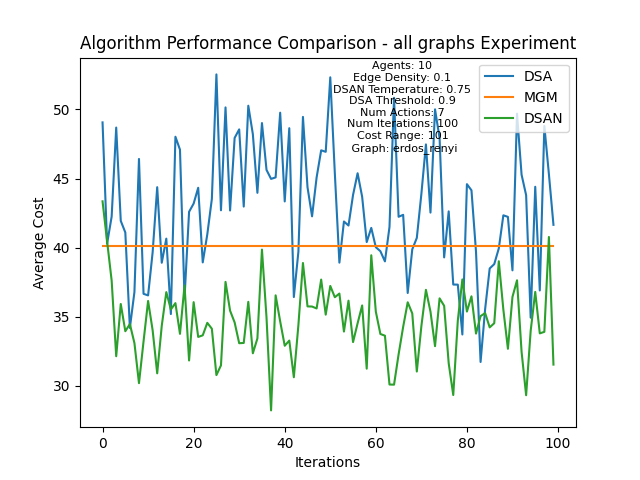 Algorithm Performance Comparison - all graphs Experiment
Agents: 10
Edge Density: 0.1
DSAN Temperature: 0.75
DSA Threshold: 0.9
Num Actions: 7
Num Iterations: 100
Cost Range: 101
Graph: erdos_renyi
DSA
MGM
DSAN
Average Cost
50
45
40
35
30
0 20 40 60 80 100
Iterations